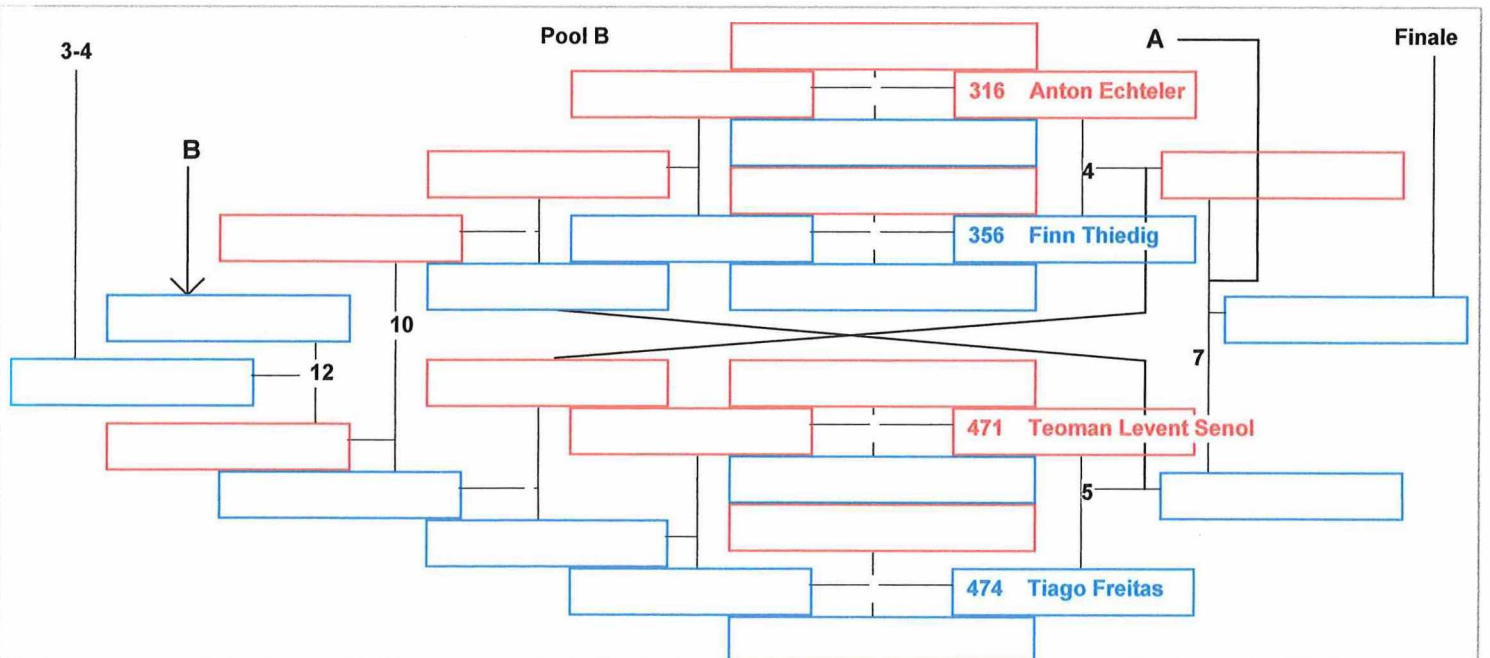 Pool B
A
Finale
3-4
316 Anton Echteler
B
4
356 Finn Thiedig
10
7
12
471 Teoman Levent Senol
5
474 Tiago Freitas